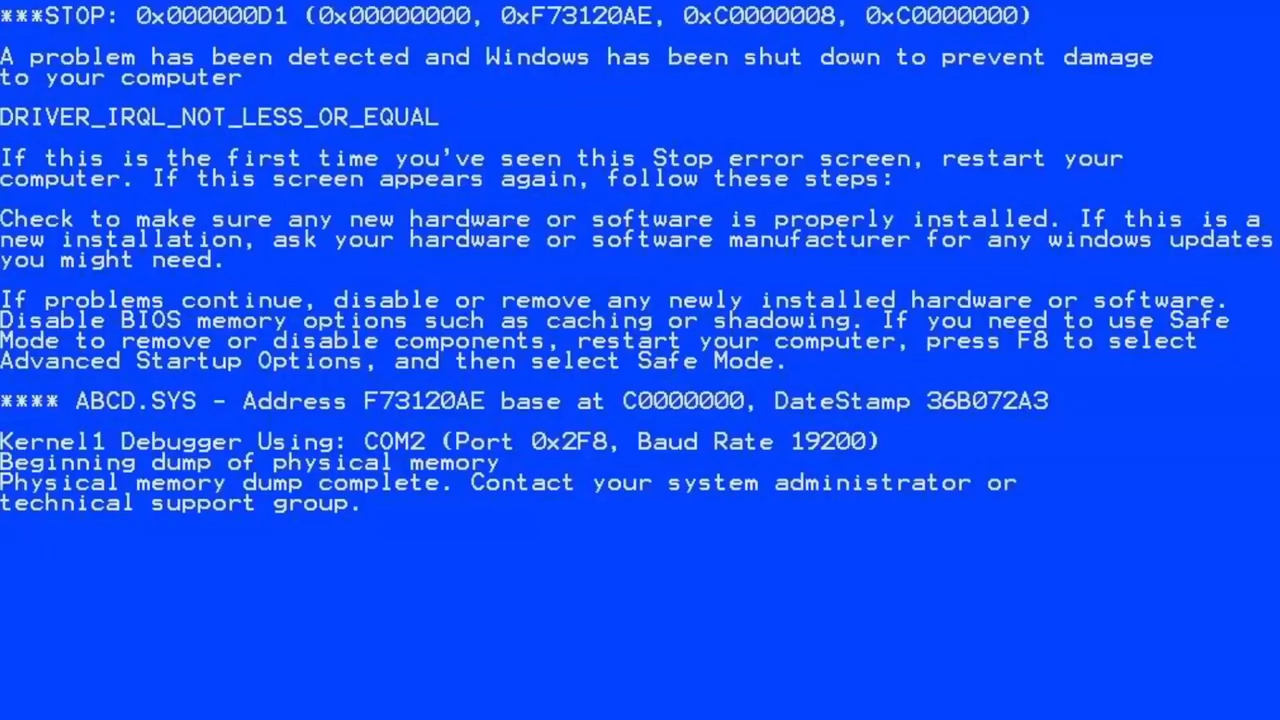 ***STOP: 0x000000D1 (0x00000000, 0xF73120AE, 0xC0000008, 0xC0000000)
A problem has been detected and Windows has been shut down to prevent damage
to your computer
DRIVER_IRQL_NOT_LESS_OR_EQUAL
If this is the first time you've seen this Stop error screen, restart your
computer. If this screen appears again, follow these steps:
Check to make sure any new hardware or software is properly installed. If this is a
new installation, ask your hardware or software manufacturer for any windows updates
you might need.
If problems continue, disable or remove any newly installed hardware or software.
Disable BIOS memory options such as caching or shadowing. If you need to use Safe
Mode to remove or disable components, restart your computer, press F8 to select
Advanced Startup Options, and then select Safe Mode.
**** ABCD.SYS - Address F73120AE base at C0000000, DateStamp 36B072A3
Kernel1 Debugger Using: COM2 (Port 0x2F8, Baud Rate 19200)
Beginning dump of physical memory
Physical memory dump complete. Contact your system administrator or
technical support group.